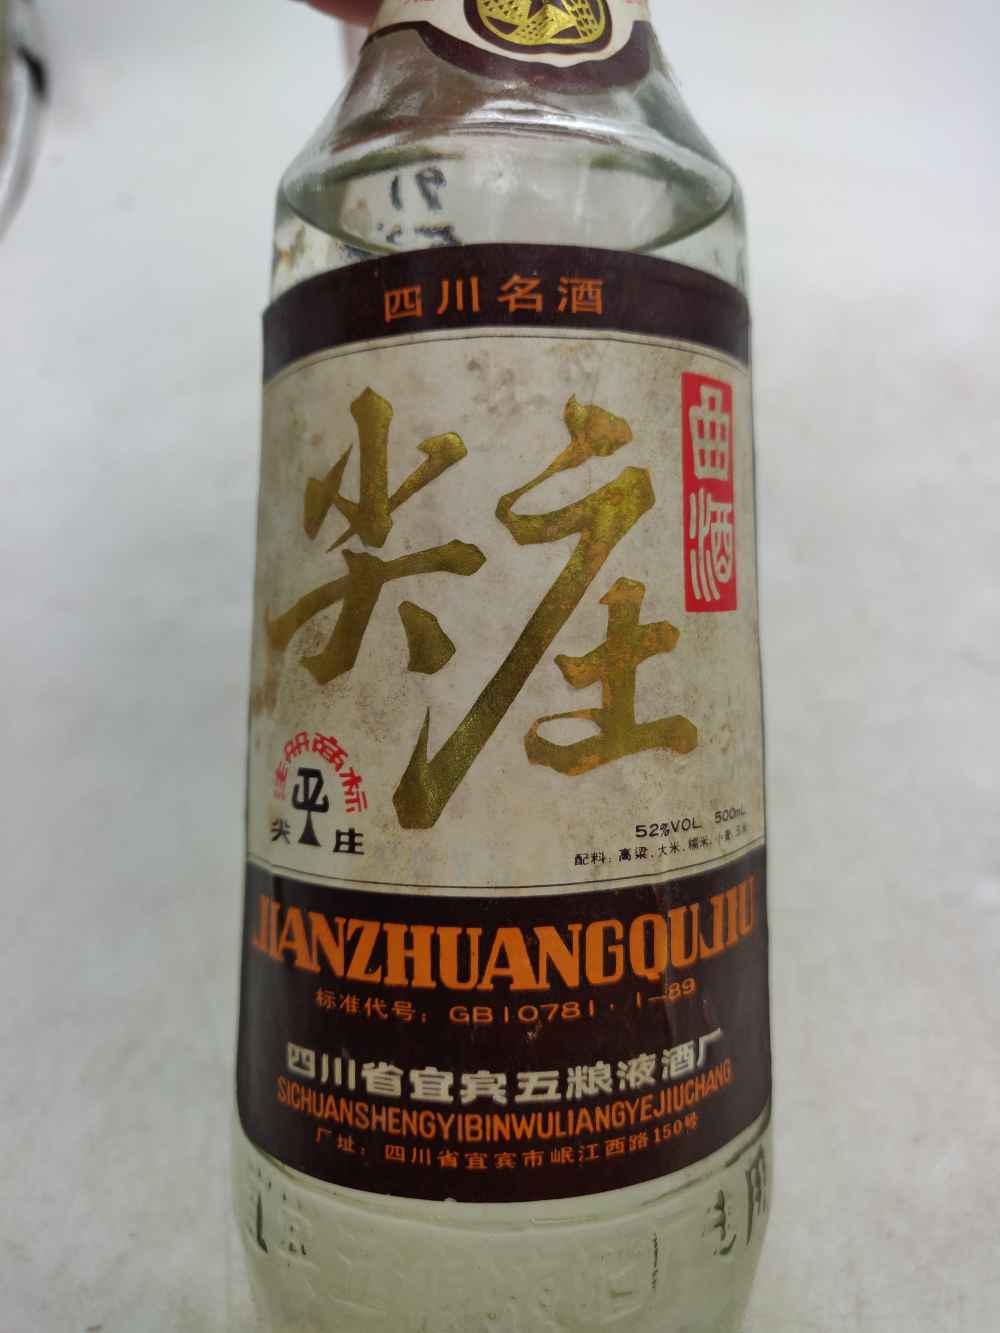 91
四川名酒
尖庄
曲酒
注册商标
尖 庄
52%VOL 500mL
配料：高粱、大米、糯米、小麦、玉米
JIANZHUANGQUJIU
标准代号：GB10781·1—89
四川省宜宾五粮液酒厂
SICHUANSHENGYIBINWULIANGYEJIUCHANG
厂址：四川省宜宾市岷江西路150号
专用